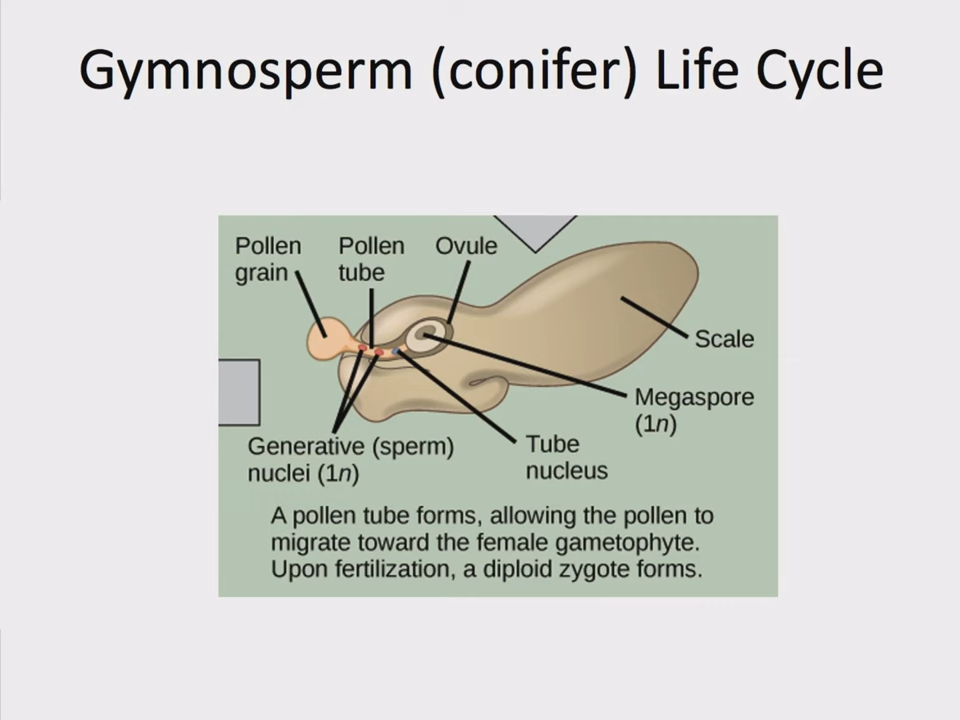 Gymnosperm (conifer) Life Cycle
Pollen
grain
Pollen
tube
Ovule
Scale
Megaspore
(1n)
Generative (sperm)
nuclei (1n)
Tube
nucleus
A pollen tube forms, allowing the pollen to
migrate toward the female gametophyte.
Upon fertilization, a diploid zygote forms.